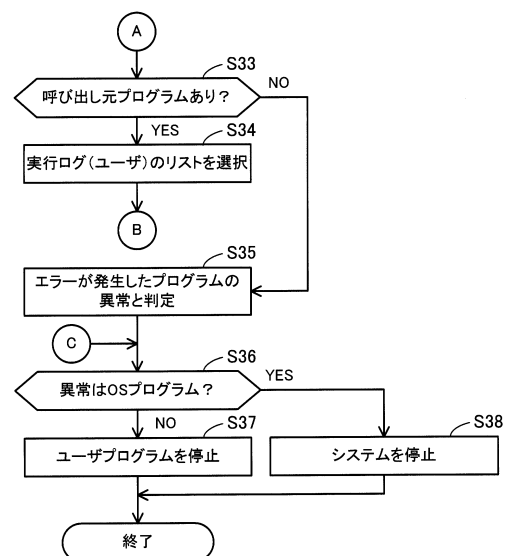 A
S33
呼び出し元プログラムあり?
NO
YES
S34
実行ログ(ユーザ)のリストを選択
B
S35
エラーが発生したプログラムの
異常と判定
C
S36
異常はOSプログラム?
YES
NO
S37
ユーザプログラムを停止
S38
システムを停止
終了